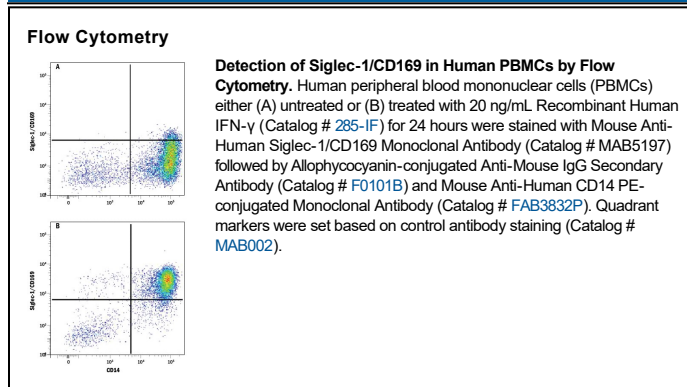 Flow Cytometry
A
Siglec-1/CD169
0
B
Siglec-1/CD169
0
CD14
Detection of Siglec-1/CD169 in Human PBMCs by Flow
Cytometry. Human peripheral blood mononuclear cells (PBMCs)
either (A) untreated or (B) treated with 20 ng/mL Recombinant Human
IFN-γ (Catalog # 285-IF) for 24 hours were stained with Mouse Anti-
Human Siglec-1/CD169 Monoclonal Antibody (Catalog # MAB5197)
followed by Allophycocyanin-conjugated Anti-Mouse IgG Secondary
Antibody (Catalog # F0101B) and Mouse Anti-Human CD14 PE-
conjugated Monoclonal Antibody (Catalog # FAB3832P). Quadrant
markers were set based on control antibody staining (Catalog #
MAB002).